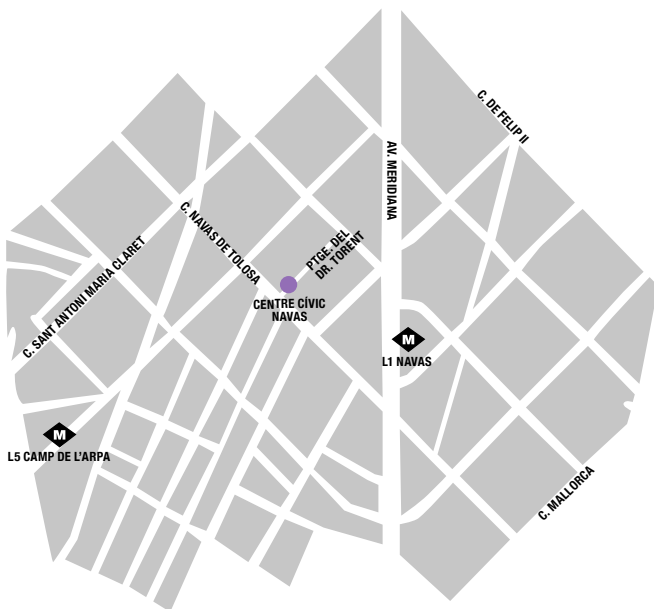 C. DE FELIP II
AV. MERIDIANA
C. NAVAS DE TOLOSA
PTGE. DEL
DR. TORENT
C. SANT ANTONI MARIA CLARET
CENTRE CÍVIC
NAVAS
M
L1 NAVAS
M
L5 CAMP DE L'ARPA
C. MALLORCA